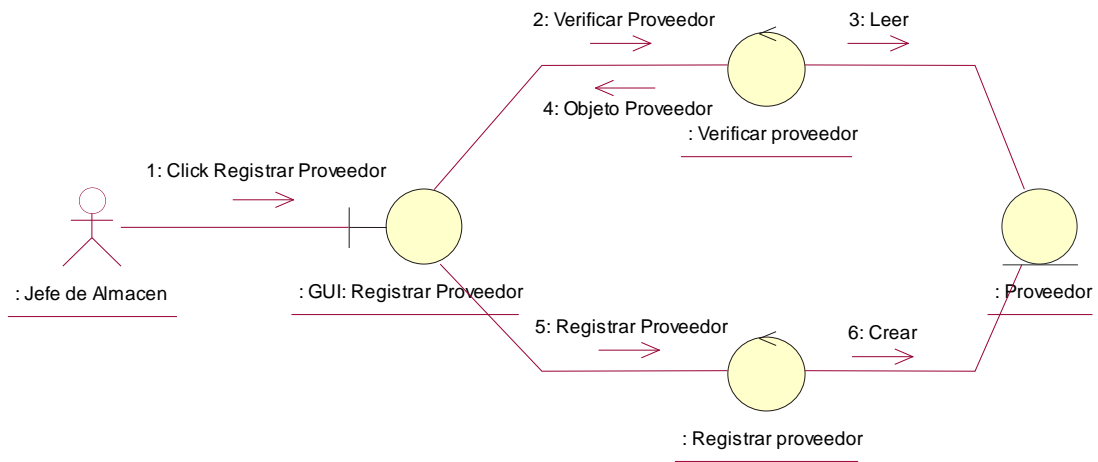 2: Verificar Proveedor
3: Leer
4: Objeto Proveedor
: Verificar proveedor
1: Click Registrar Proveedor
: Jefe de Almacen
: GUI: Registrar Proveedor
: Proveedor
5: Registrar Proveedor
6: Crear
: Registrar proveedor